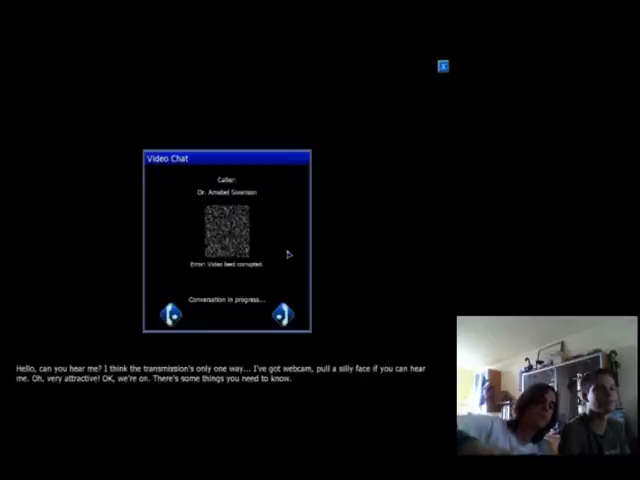 X
Video Chat
Caller:
Dr. Amabel Swanson
Error: Video feed corrupted.
Conversation in progress...
Hello, can you hear me? I think the transmission's only one way... I've got webcam, pull a silly face if you can hear
me. Oh, very attractive! OK, we're on. There's some things you need to know.